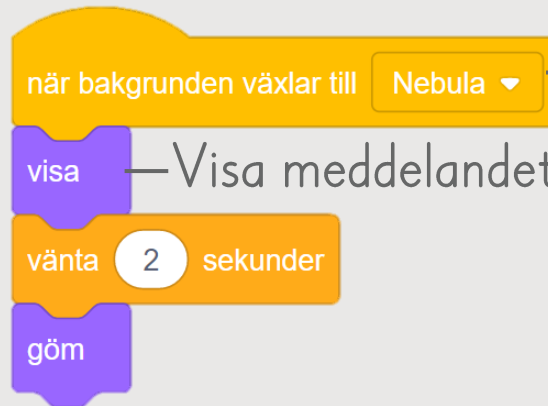 när bakgrunden växlar till Nebula
visa —Visa meddelandet
vänta 2 sekunder
göm